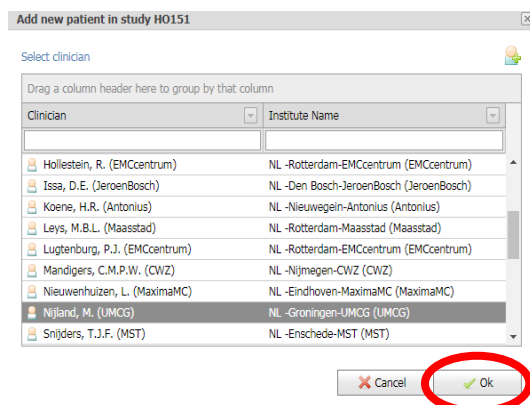 Add new patient in study HO151
Select clinician
Drag a column header here to group by that column
Clinician Institute Name
Hollestein, R. (EMCcentrum) NL -Rotterdam-EMCcentrum (EMCcentrum)
Issa, D.E. (JeroenBosch) NL -Den Bosch-JeroenBosch (JeroenBosch)
Koene, H.R. (Antonius) NL -Nieuwegein-Antonius (Antonius)
Leys, M.B.L. (Maasstad) NL -Rotterdam-Maasstad (Maasstad)
Lugtenburg, P.J. (EMCcentrum) NL -Rotterdam-EMCcentrum (EMCcentrum)
Mandigers, C.M.P.W. (CWZ) NL -Nijmegen-CWZ (CWZ)
Nieuwenhuizen, L. (MaximaMC) NL -Eindhoven-MaximaMC (MaximaMC)
Nijland, M. (UMCG) NL -Groningen-UMCG (UMCG)
Snijders, T.J.F. (MST) NL -Enschede-MST (MST)
Cancel Ok